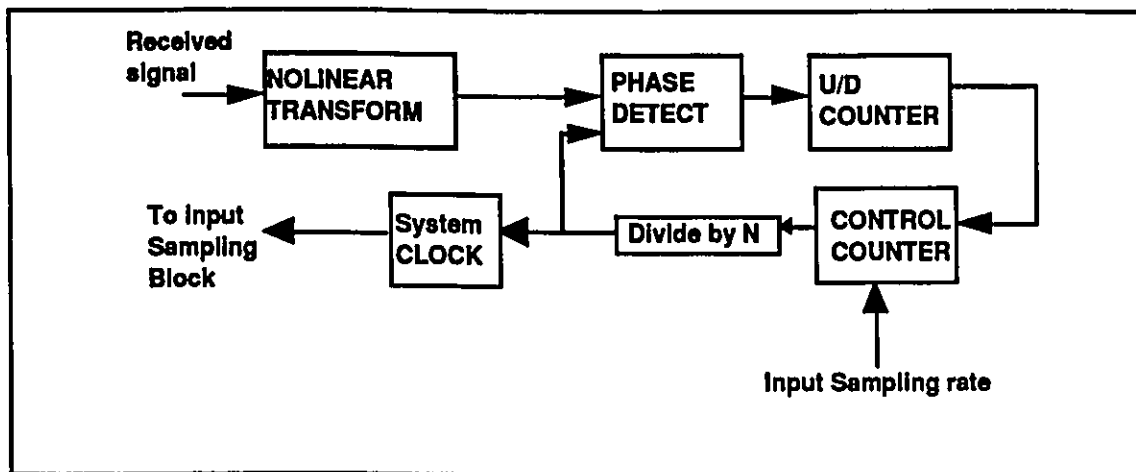 Received
signal
NOLINEAR
TRANSFORM
PHASE
DETECT
U/D
COUNTER
To Input
Sampling
Block
System
CLOCK
Divide by N
CONTROL
COUNTER
Input Sampling rate